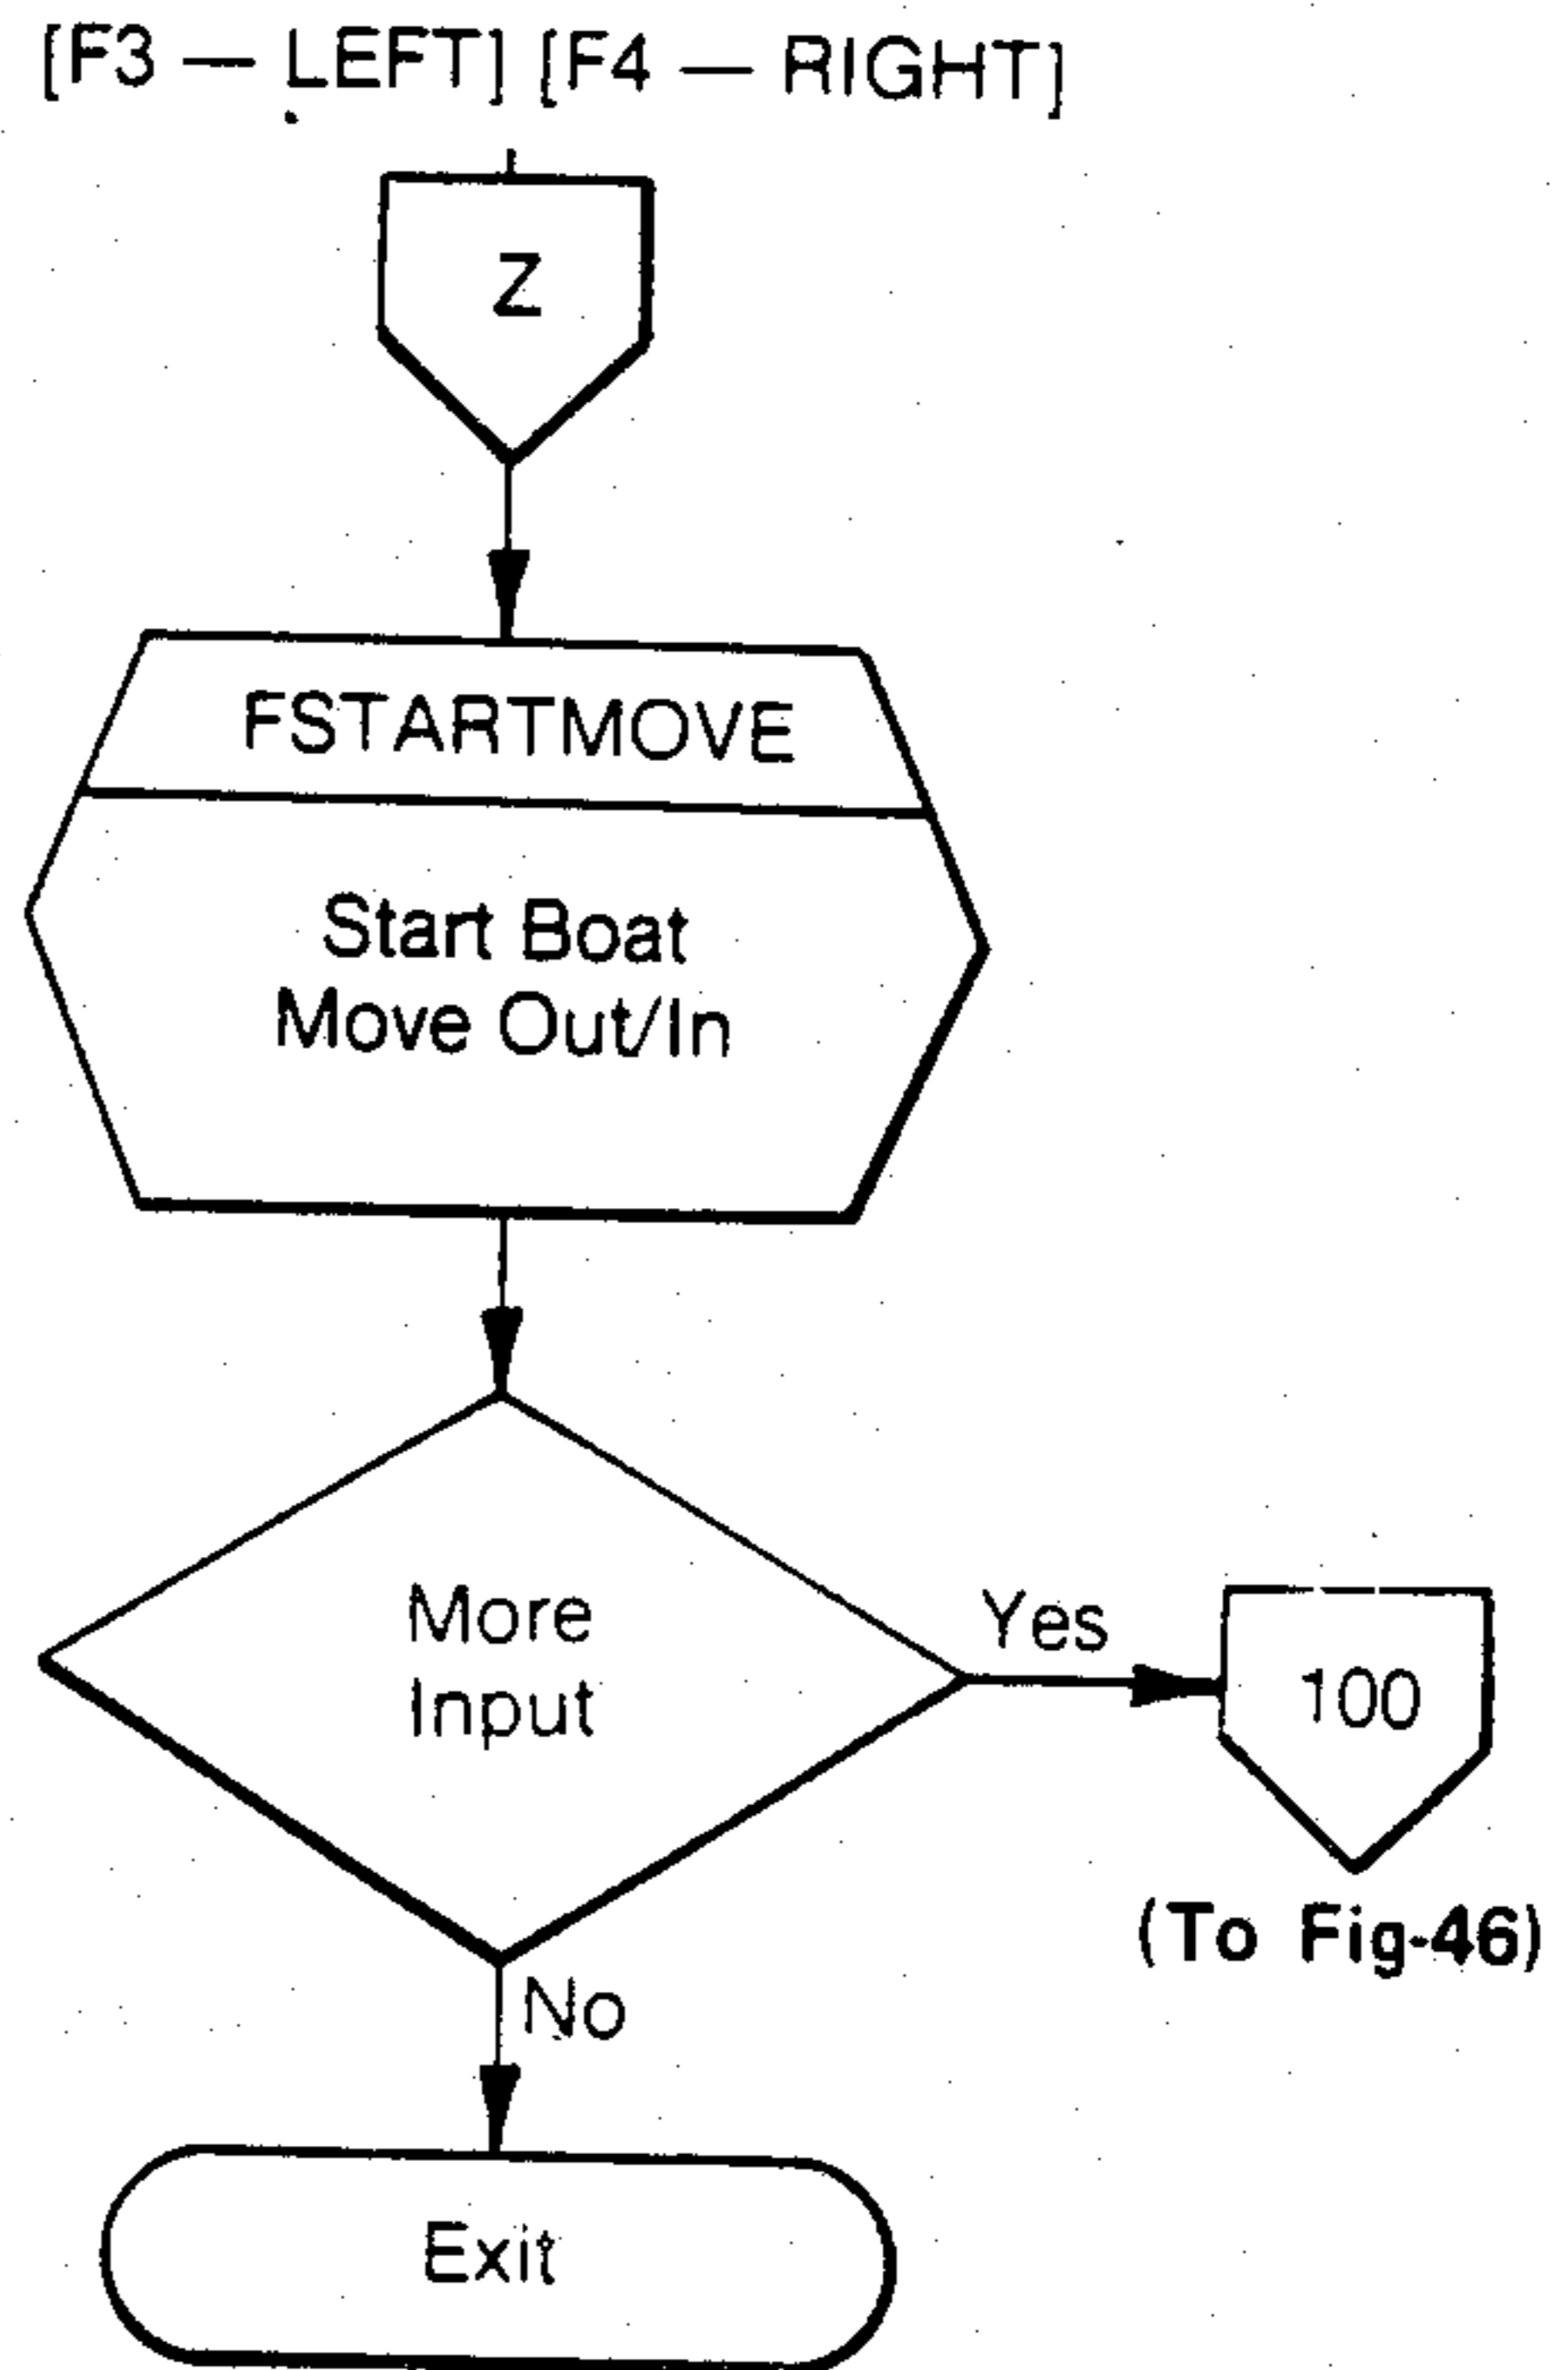 [F3 — LEFT] [F4 — RIGHT]
Z
FSTARTMOVE
Start Boat
Move Out/In
More
Input
Yes
100
(To Fig-46)
No
Exit